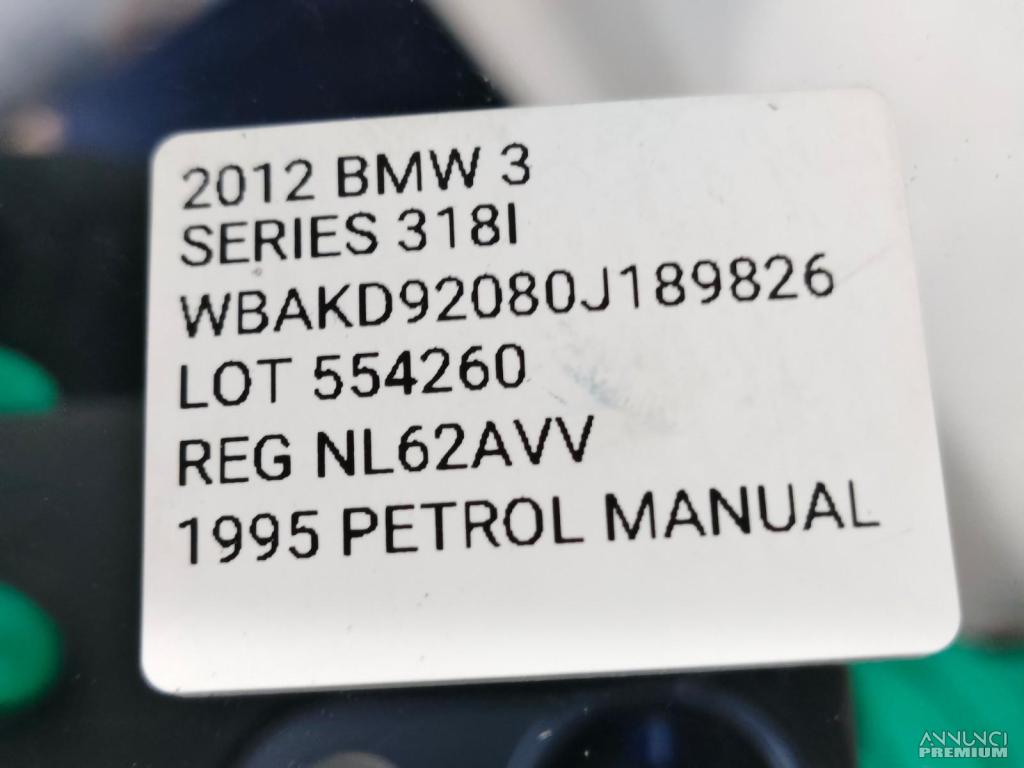 2012 BMW 3
SERIES 318I
WBAKD92080J189826
LOT 554260
REG NL62AVV
1995 PETROL MANUAL
ANNUNCI
PREMIUM